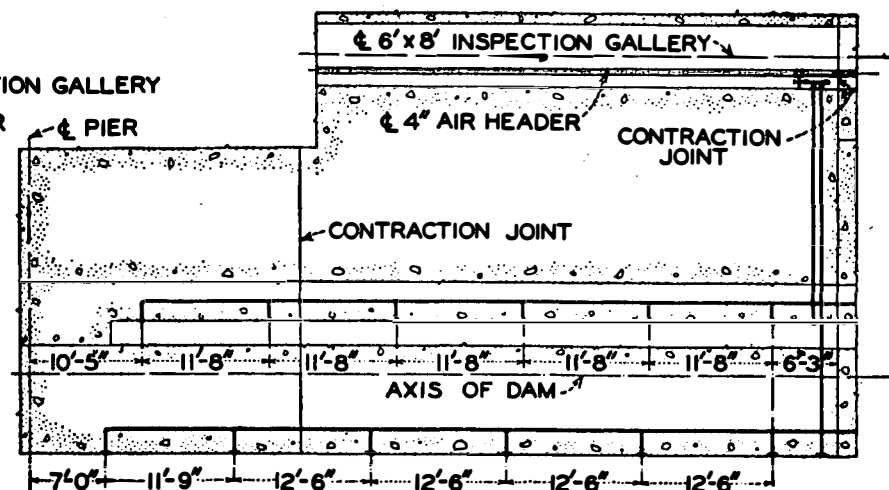 ℄ 6' x 8' INSPECTION GALLERY
TION GALLERY
℄ 4" AIR HEADER
R
℄ PIER
CONTRACTION
JOINT
CONTRACTION JOINT
10'-5" 11'-8" 11'-8" 11'-8" 11'-8" 11'-8" 6'-3"
AXIS OF DAM
7'-0" 11'-9" 12'-6" 12'-6" 12'-6" 12'-6"